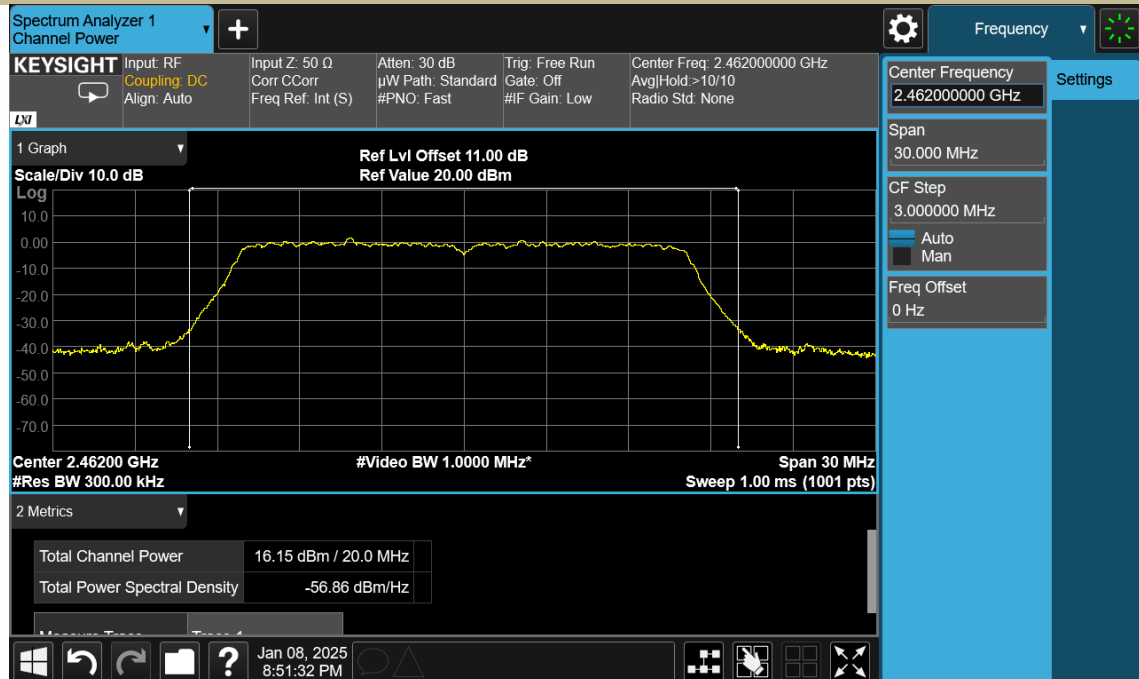 Spectrum Analyzer 1
Channel Power
Frequency
KEYSIGHT
LXI
Input: RF
Coupling: DC
Align: Auto
Input Z: 50 Ω
Corr CCorr
Freq Ref: Int (S)
Atten: 30 dB
µW Path: Standard
#PNO: Fast
Trig: Free Run
Gate: Off
#IF Gain: Low
Center Freq: 2.462000000 GHz
Avg|Hold:>10/10
Radio Std: None
Center Frequency
2.462000000 GHz
Settings
Span
30.000 MHz
CF Step
3.000000 MHz
Auto
Man
Freq Offset
0 Hz
1 Graph
Ref Lvl Offset 11.00 dB
Scale/Div 10.0 dB
Ref Value 20.00 dBm
Log
10.0
0.00
-10.0
-20.0
-30.0
-40.0
-50.0
-60.0
-70.0
Center 2.46200 GHz
#Video BW 1.0000 MHz*
Span 30 MHz
#Res BW 300.00 kHz
Sweep 1.00 ms (1001 pts)
2 Metrics
Total Channel Power 16.15 dBm / 20.0 MHz
Total Power Spectral Density -56.86 dBm/Hz
Measure Trace Trace 1
?
Jan 08, 2025
8:51:32 PM